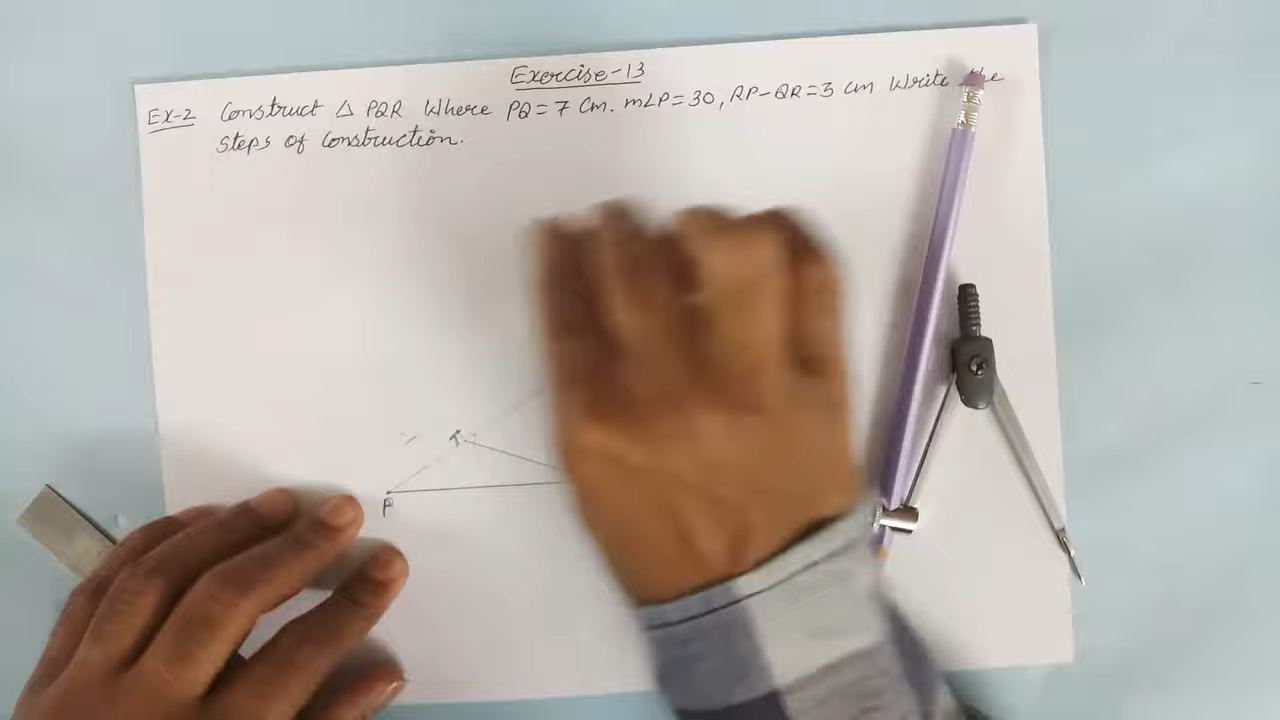 Exercise-13
EX-2 Construct △ PQR Where PQ = 7 Cm. m∠P = 30, RP - QR = 3 cm Write the
steps of construction.
T
P